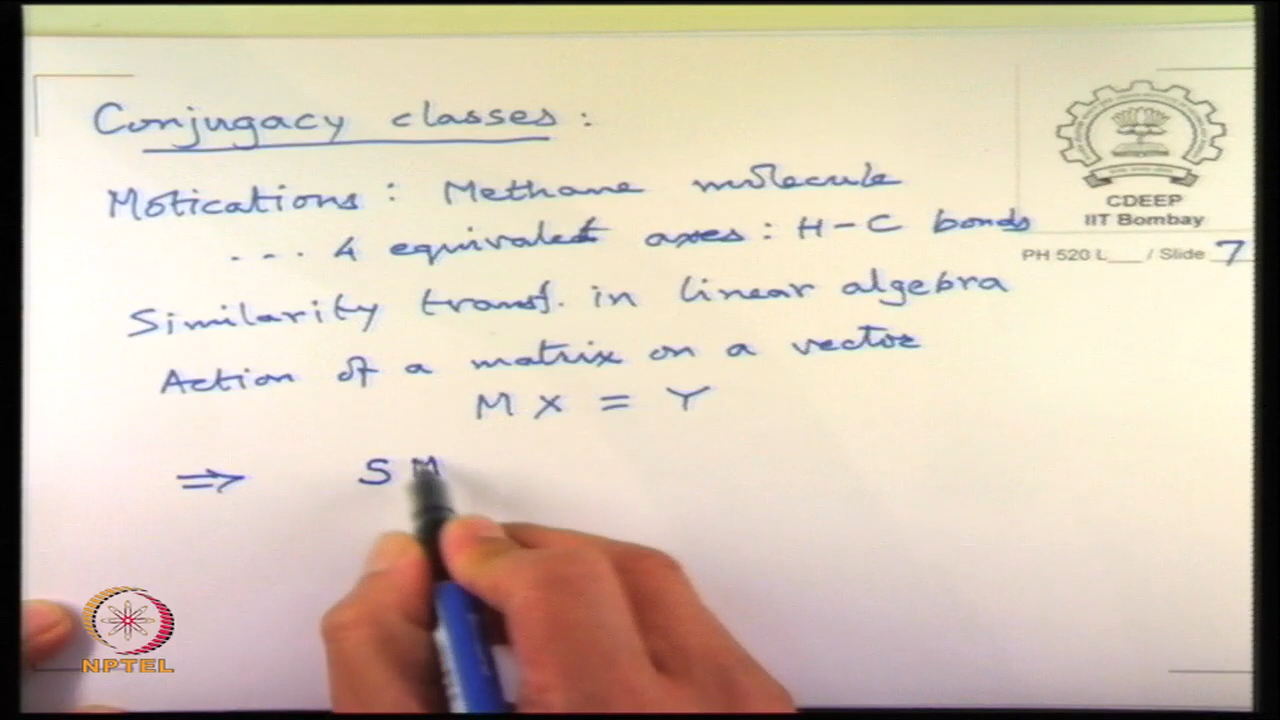 Conjugacy classes :
Motications : Methane molecule
... 4 equivalent axes : H-C bonds
Similarity transf. in linear algebra
Action of a matrix on a vector
M X = Y
⇒ S M
CDEEP
IIT Bombay
PH 520 L___ / Slide 7
NPTEL